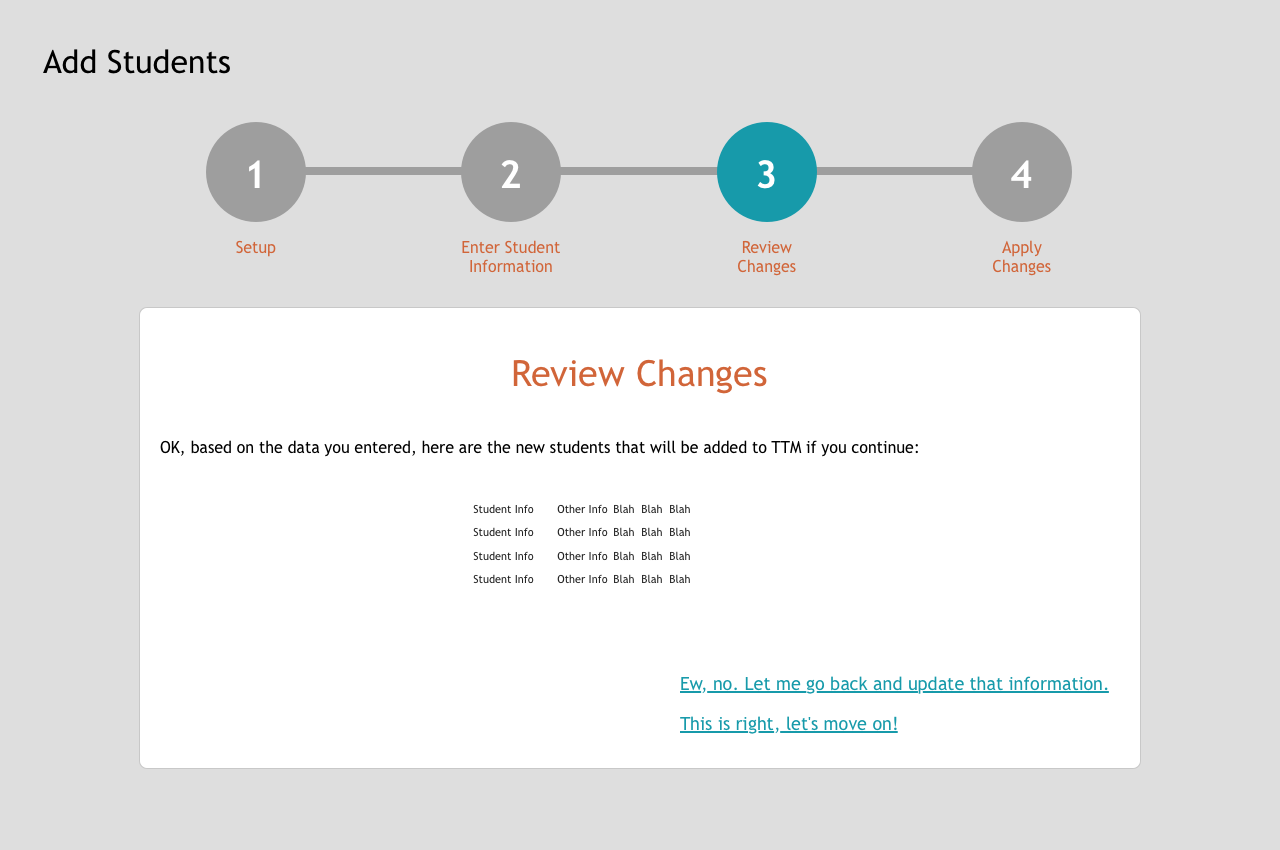 Add Students
1
2
3
4
Setup
Enter Student
Information
Review
Changes
Apply
Changes
Review Changes
OK, based on the data you entered, here are the new students that will be added to TTM if you continue:
Student Info Other Info Blah Blah Blah
Student Info Other Info Blah Blah Blah
Student Info Other Info Blah Blah Blah
Student Info Other Info Blah Blah Blah
Ew, no. Let me go back and update that information.
This is right, let's move on!